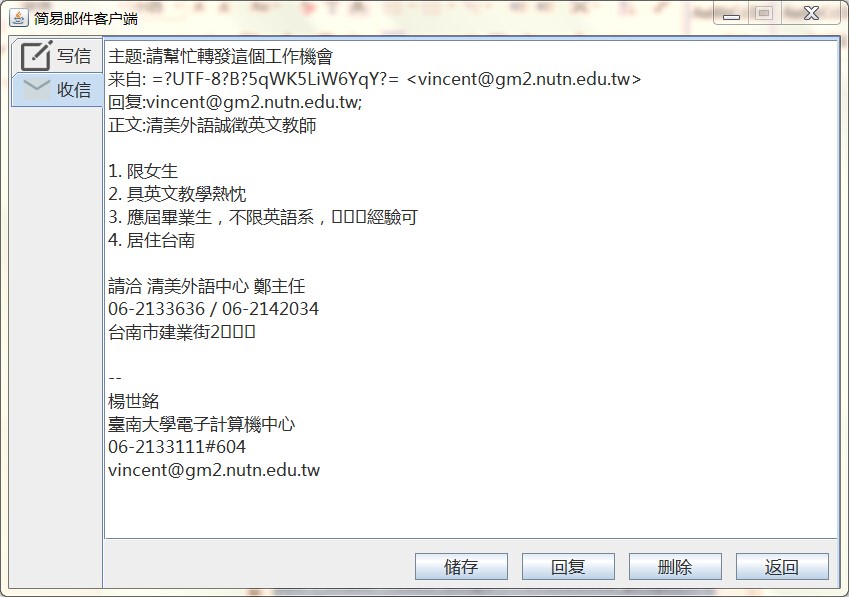 简易邮件客户端
写信
收信
主题:請幫忙轉發這個工作機會
来自: =?UTF-8?B?5qWK5LiW6YqY?= <vincent@gm2.nutn.edu.tw>
回复:vincent@gm2.nutn.edu.tw;
正文:清美外語誠徵英文教師
1. 限女生
2. 具英文教學熱忱
3. 應屆畢業生，不限英語系，▯▯▯經驗可
4. 居住台南
請洽 清美外語中心 鄭主任
06-2133636 / 06-2142034
台南市建業街2▯▯▯
--
楊世銘
臺南大學電子計算機中心
06-2133111#604
vincent@gm2.nutn.edu.tw
储存
回复
删除
返回